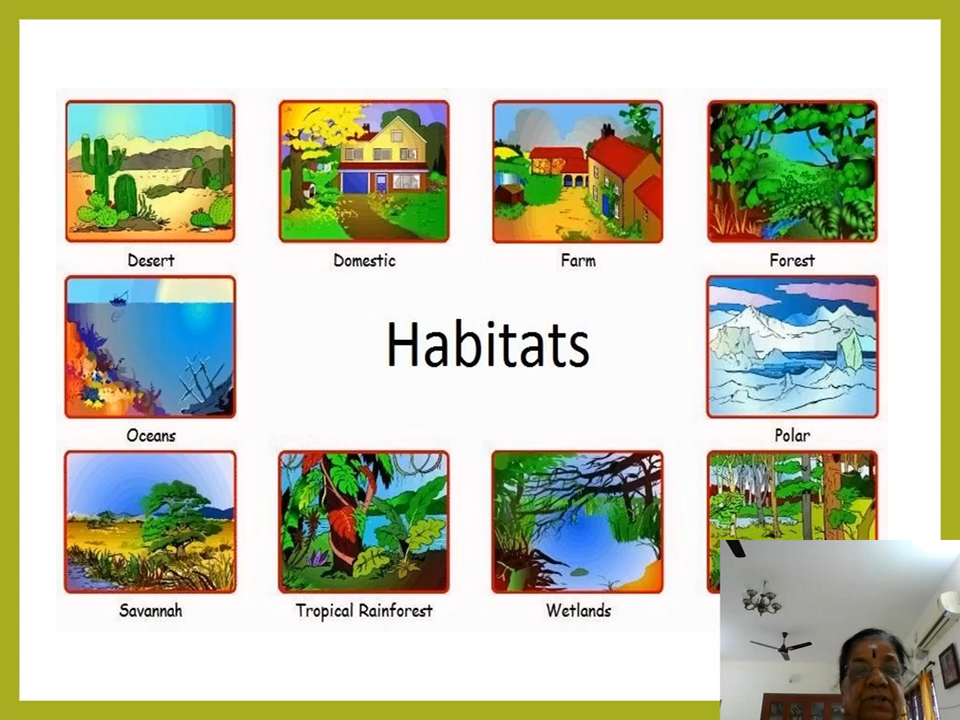 Desert
Domestic
Farm
Forest
Habitats
Oceans
Polar
Savannah
Tropical Rainforest
Wetlands